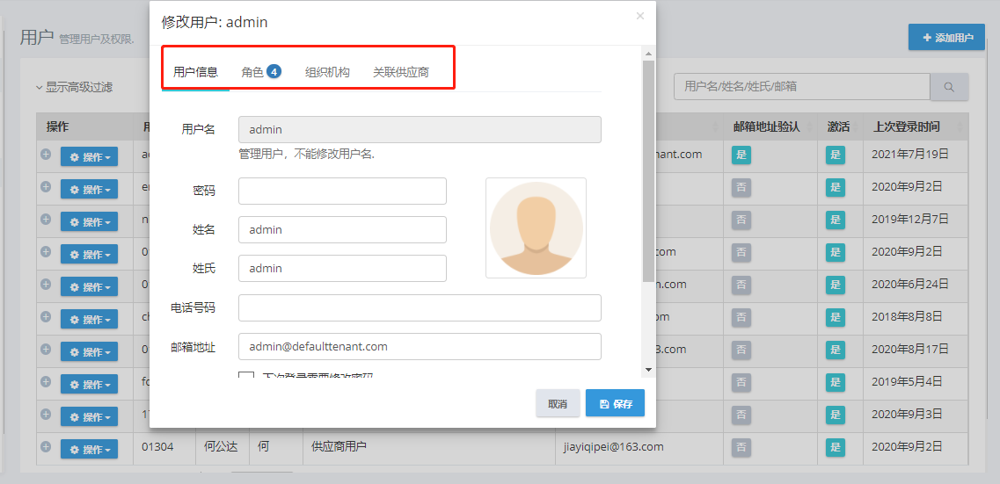 修改用户: admin
×
用户 管理用户及权限.
添加用户
用户信息 角色 4 组织机构 关联供应商
显示高级过滤
用户名/姓名/姓氏/邮箱
操作 邮箱地址验认 激活 上次登录时间
用户名 admin
管理用户，不能修改用户名.
密码
姓名 admin
姓氏 admin
电话号码
邮箱地址 admin@defaulttenant.com
取消 保存
操作 nant.com 是 是 2021年7月19日
操作 否 是 2020年9月2日
操作 否 是 2019年12月7日
操作 com 否 是 2020年9月2日
操作 n.com 否 是 2020年6月24日
操作 om 否 是 2018年8月8日
操作 3.com 否 是 2020年8月17日
操作 否 是 2019年5月4日
操作 否 是 2020年9月3日
操作 01304 何公达 何 供应商用户 jiayiqipei@163.com 否 是 2020年9月2日